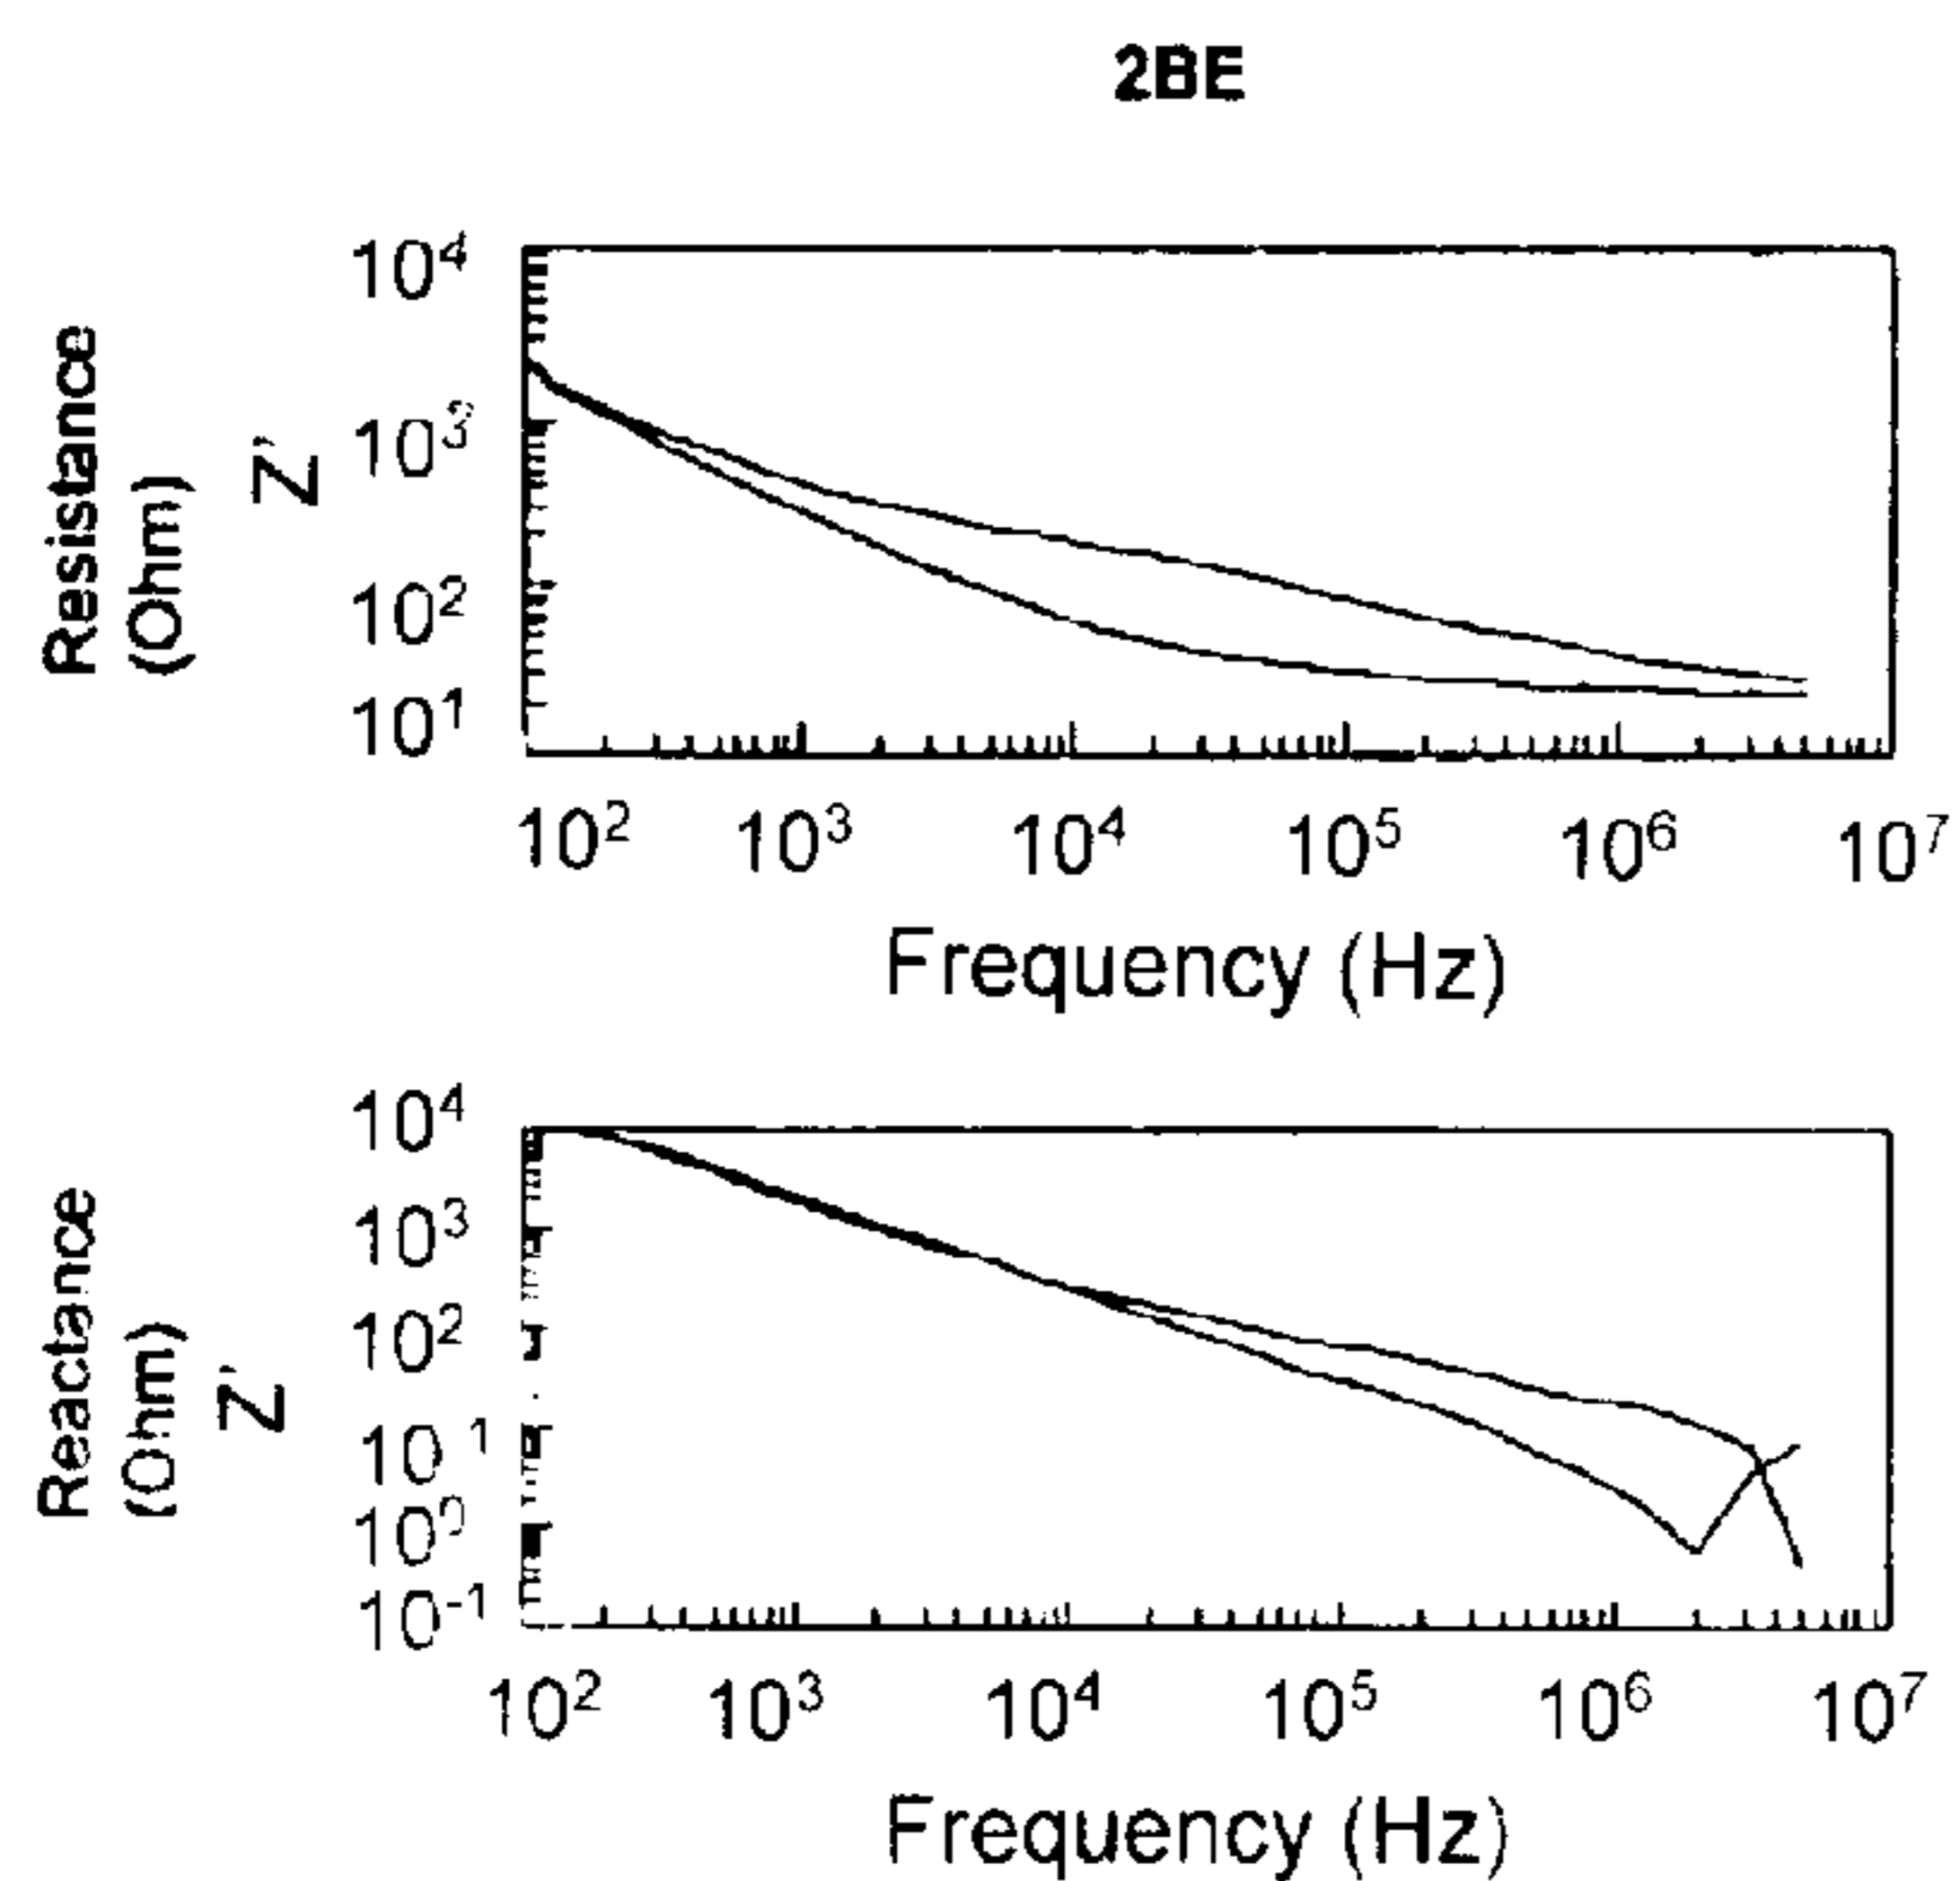 2BE
Resistance
(Ohm)
Z'
10⁴
10³
10²
10¹
10² 10³ 10⁴ 10⁵ 10⁶ 10⁷
Frequency (Hz)
Reactance
(Ohm)
Z'
10⁴
10³
10²
10¹
10⁰
10⁻¹
10² 10³ 10⁴ 10⁵ 10⁶ 10⁷
Frequency (Hz)